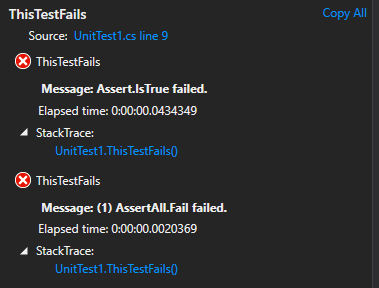 ThisTestFails
Copy All
Source: UnitTest1.cs line 9
ThisTestFails
Message: Assert.IsTrue failed.
Elapsed time: 0:00:00.0434349
StackTrace:
UnitTest1.ThisTestFails()
ThisTestFails
Message: (1) AssertAll.Fail failed.
Elapsed time: 0:00:00.0020369
StackTrace:
UnitTest1.ThisTestFails()